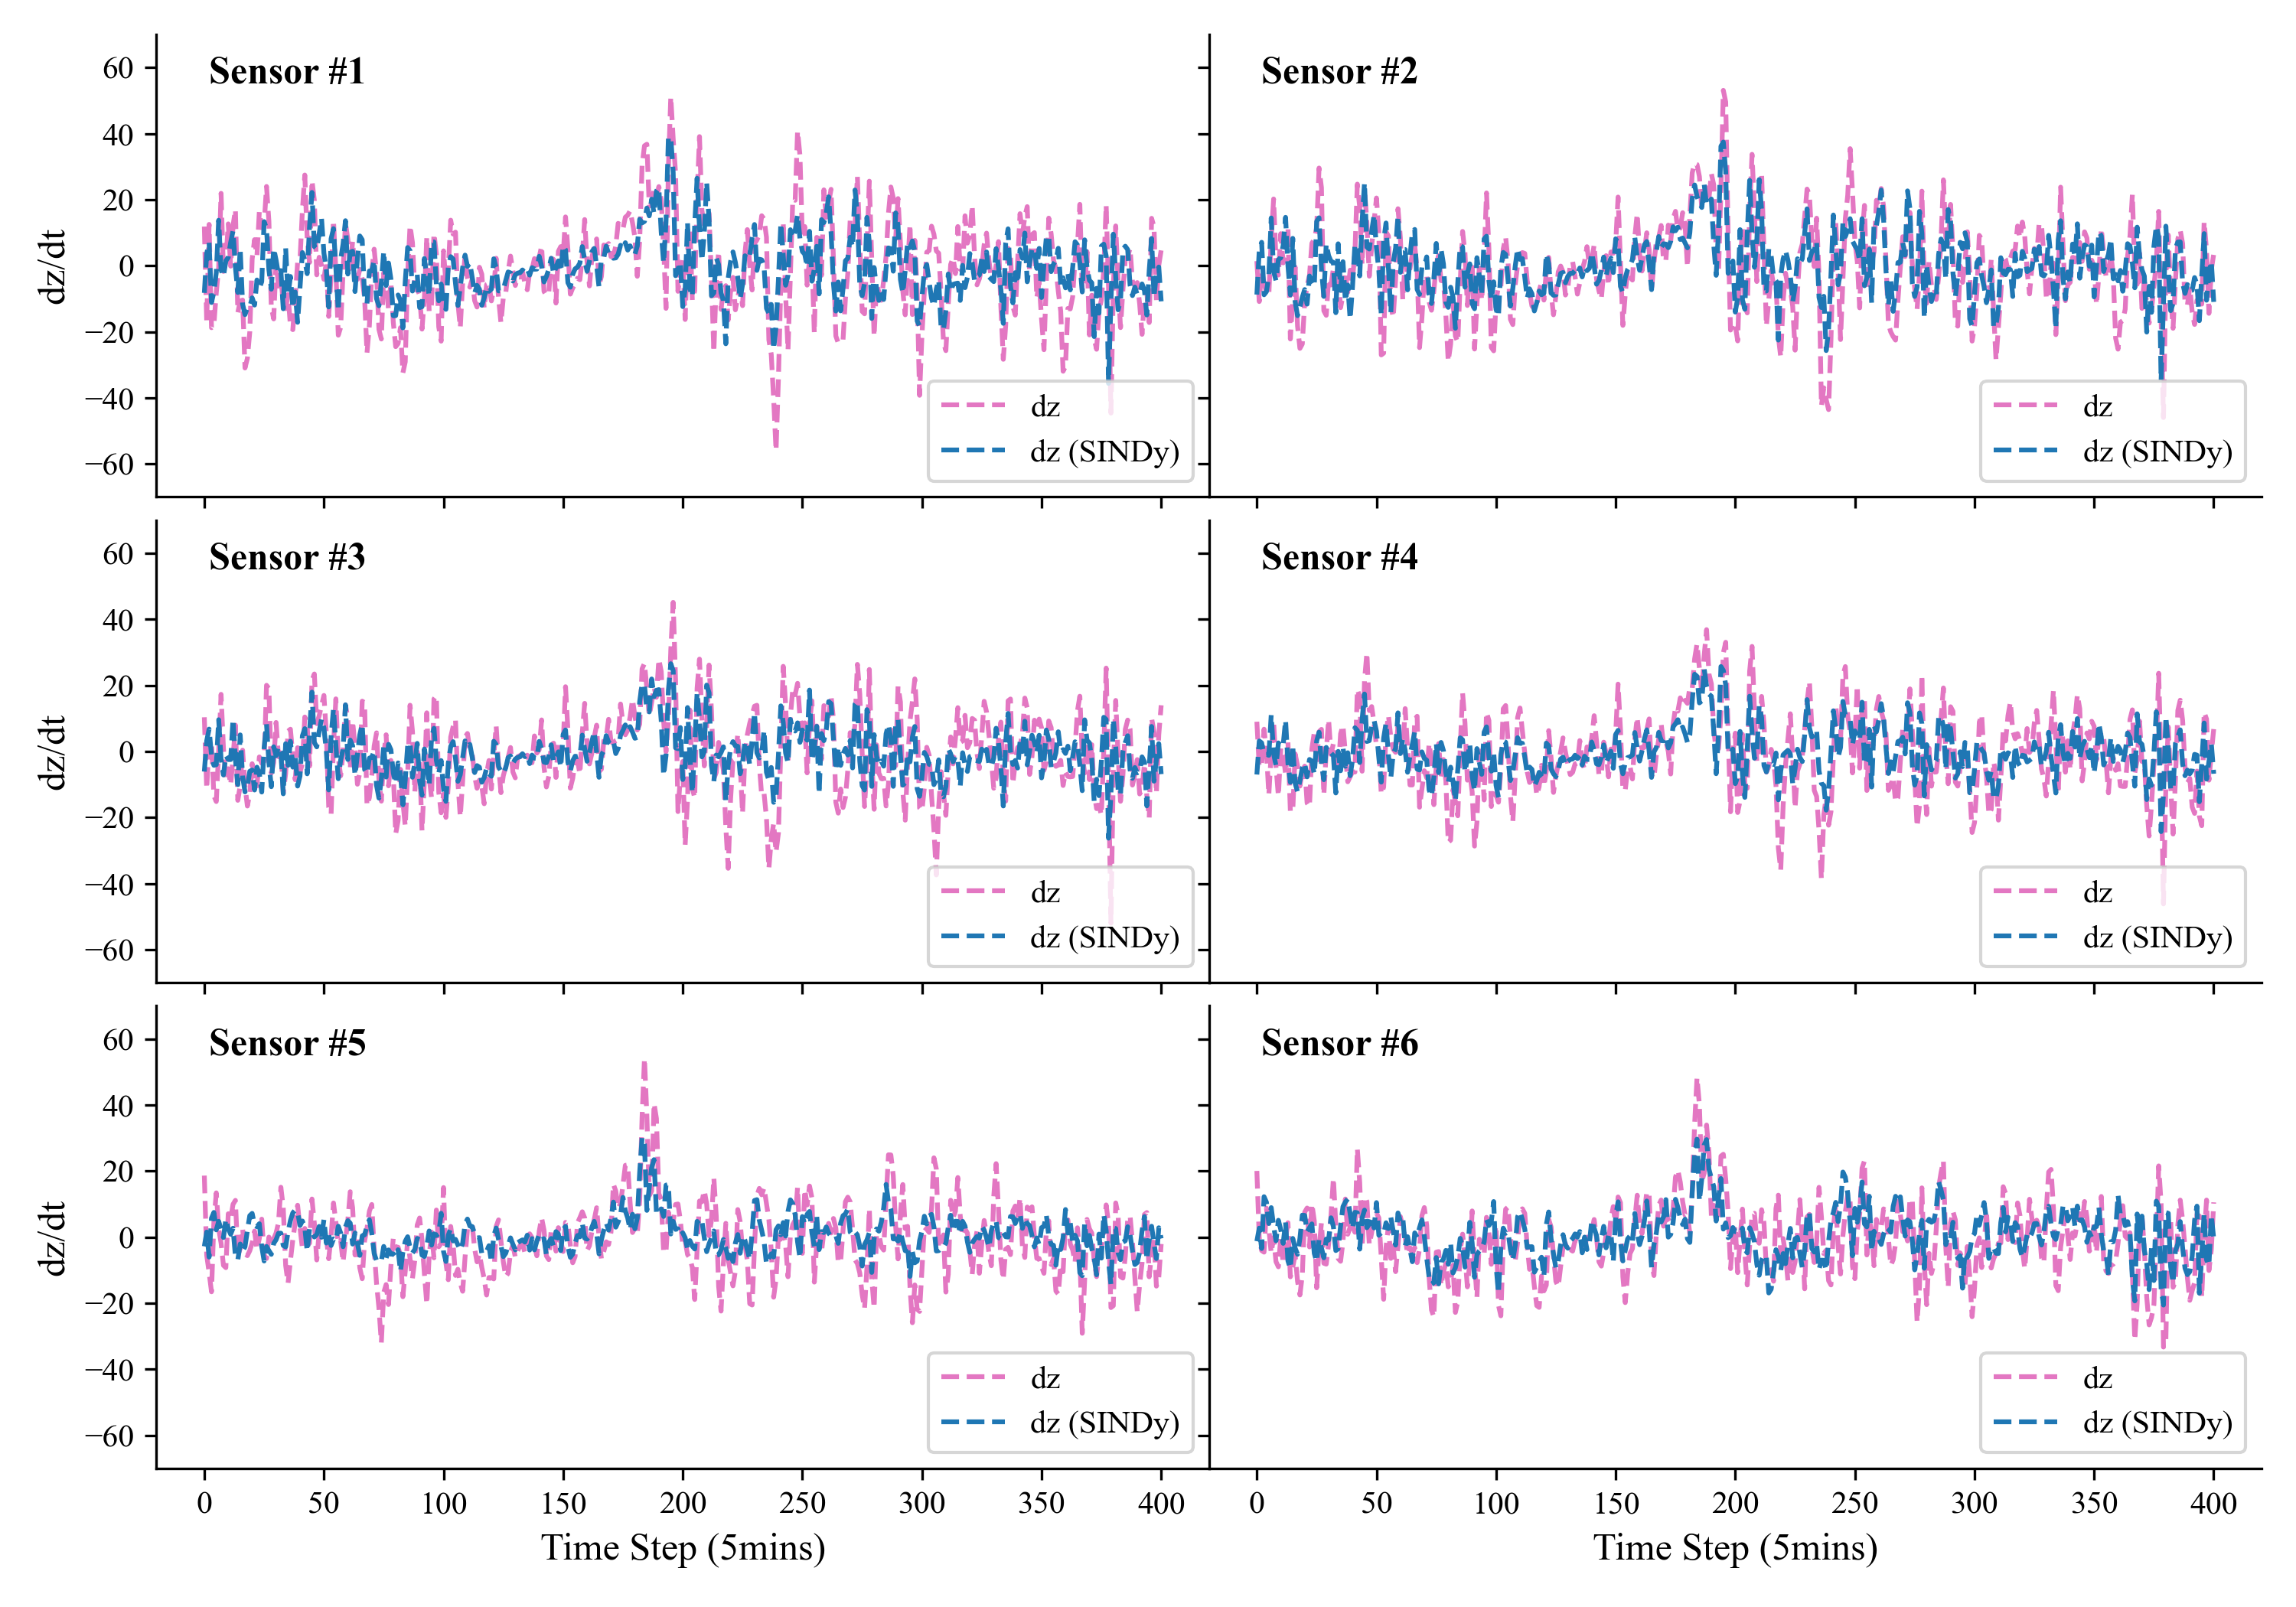 Sensor #1
Sensor #2
60
40
20
0
−20
−40
−60
dz/dt
dz
dz (SINDy)
dz
dz (SINDy)
Sensor #3
Sensor #4
60
40
20
0
−20
−40
−60
dz/dt
dz
dz (SINDy)
dz
dz (SINDy)
Sensor #5
Sensor #6
60
40
20
0
−20
−40
−60
dz/dt
dz
dz (SINDy)
dz
dz (SINDy)
0 50 100 150 200 250 300 350 400
0 50 100 150 200 250 300 350 400
Time Step (5mins)
Time Step (5mins)